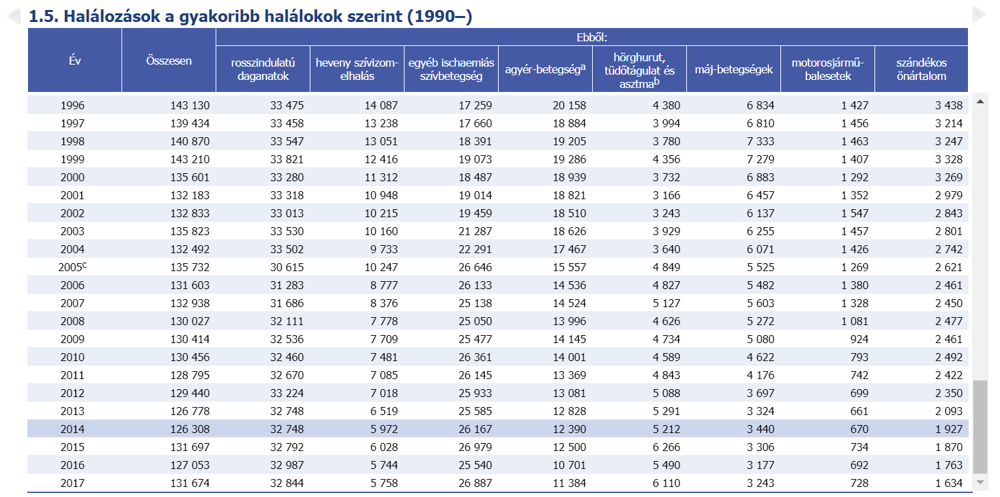 1.5. Halálozások a gyakoribb halálokok szerint (1990–)
Év Összesen Ebből:
rosszindulatú daganatok heveny szívizom-elhalás egyéb ischaemiás szívbetegség agyér-betegségᵃ hörghurut, tüdőtágulat és asztmaᵇ máj-betegségek motorosjármű-balesetek szándékos önártalom
1996 143 130 33 475 14 087 17 259 20 158 4 380 6 834 1 427 3 438
1997 139 434 33 458 13 238 17 660 18 884 3 994 6 810 1 456 3 214
1998 140 870 33 547 13 051 18 391 19 205 3 780 7 333 1 463 3 247
1999 143 210 33 821 12 416 19 073 19 286 4 356 7 279 1 407 3 328
2000 135 601 33 280 11 312 18 487 18 939 3 732 6 883 1 292 3 269
2001 132 183 33 318 10 948 19 014 18 821 3 166 6 457 1 352 2 979
2002 132 833 33 013 10 215 19 459 18 510 3 243 6 137 1 547 2 843
2003 135 823 33 530 10 160 21 287 18 626 3 929 6 255 1 457 2 801
2004 132 492 33 502 9 733 22 291 17 467 3 640 6 071 1 426 2 742
2005ᶜ 135 732 30 615 10 247 26 646 15 557 4 849 5 525 1 269 2 621
2006 131 603 31 283 8 777 26 133 14 536 4 827 5 482 1 380 2 461
2007 132 938 31 686 8 376 25 138 14 524 5 127 5 603 1 328 2 450
2008 130 027 32 111 7 778 25 050 13 996 4 626 5 272 1 081 2 477
2009 130 414 32 536 7 709 25 477 14 145 4 734 5 080 924 2 461
2010 130 456 32 460 7 481 26 361 14 001 4 589 4 622 793 2 492
2011 128 795 32 670 7 085 26 145 13 369 4 843 4 176 742 2 422
2012 129 440 33 224 7 018 25 933 13 081 5 088 3 697 699 2 350
2013 126 778 32 748 6 519 25 585 12 828 5 291 3 324 661 2 093
2014 126 308 32 748 5 972 26 167 12 390 5 212 3 440 670 1 927
2015 131 697 32 792 6 028 26 979 12 500 6 266 3 306 734 1 870
2016 127 053 32 987 5 744 25 540 10 701 5 490 3 177 692 1 763
2017 131 674 32 844 5 758 26 887 11 384 6 110 3 243 728 1 634